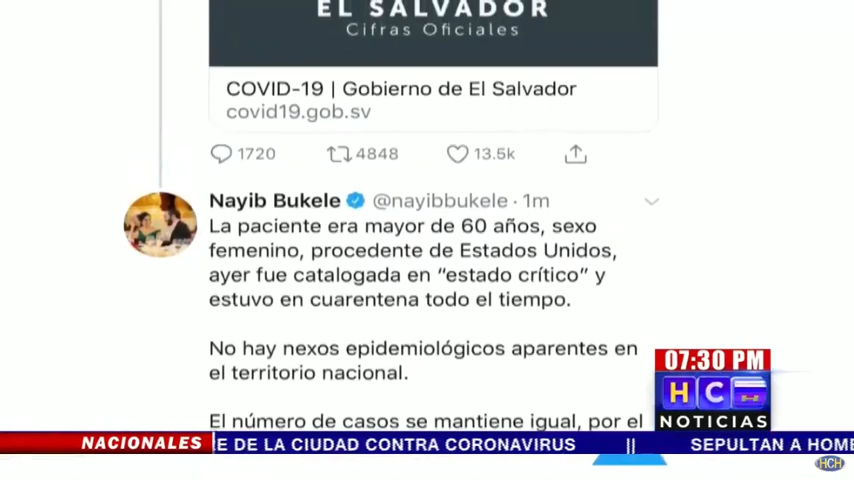 EL SALVADOR
Cifras Oficiales
COVID-19 | Gobierno de El Salvador
covid19.gob.sv
1720 4848 13.5k
Nayib Bukele @nayibbukele · 1m
La paciente era mayor de 60 años, sexo
femenino, procedente de Estados Unidos,
ayer fue catalogada en “estado crítico” y
estuvo en cuarentena todo el tiempo.
No hay nexos epidemiológicos aparentes en
el territorio nacional.
El número de casos se mantiene igual, por el
07:30 PM
HCH
NOTICIAS
NACIONALES
E DE LA CIUDAD CONTRA CORONAVIRUS || SEPULTAN A HOMB
HCH